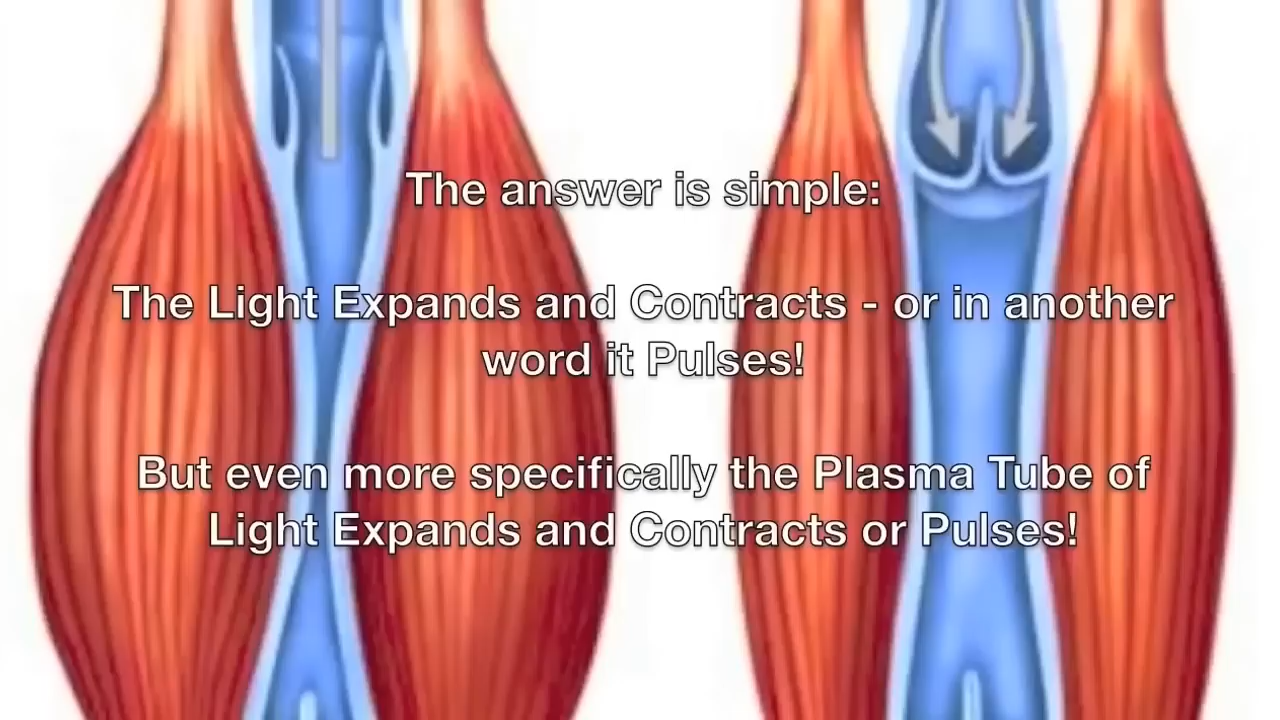 The answer is simple:
The Light Expands and Contracts - or in another
word it Pulses!
But even more specifically the Plasma Tube of
Light Expands and Contracts or Pulses!